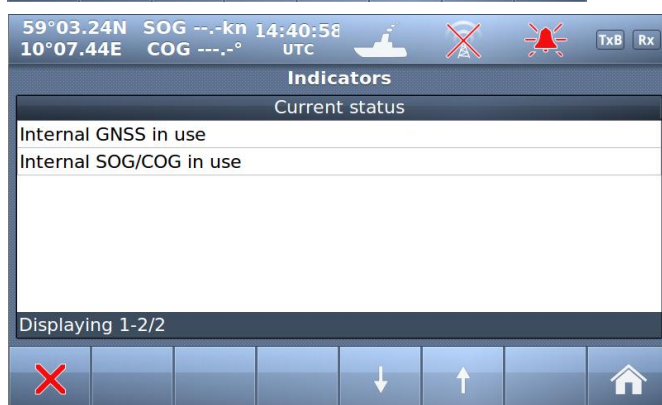 59°03.24N SOG --.-kn 14:40:58
10°07.44E COG ---.-° UTC
TxB Rx
Indicators
Current status
Internal GNSS in use
Internal SOG/COG in use
Displaying 1-2/2